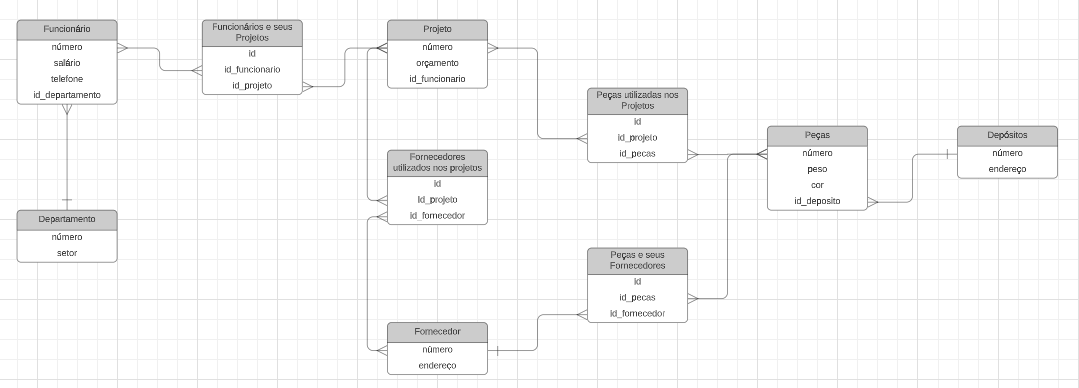 Funcionário
número
salário
telefone
id_departamento
Funcionários e seus
Projetos
id
id_funcionario
id_projeto
Projeto
número
orçamento
id_funcionario
Peças utilizadas nos
Projetos
id
id_projeto
id_pecas
Peças
número
peso
cor
id_deposito
Depósitos
número
endereço
Fornecedores
utilizados nos projetos
id
id_projeto
id_fornecedor
Departamento
número
setor
Peças e seus
Fornecedores
id
id_pecas
id_fornecedor
Fornecedor
número
endereço